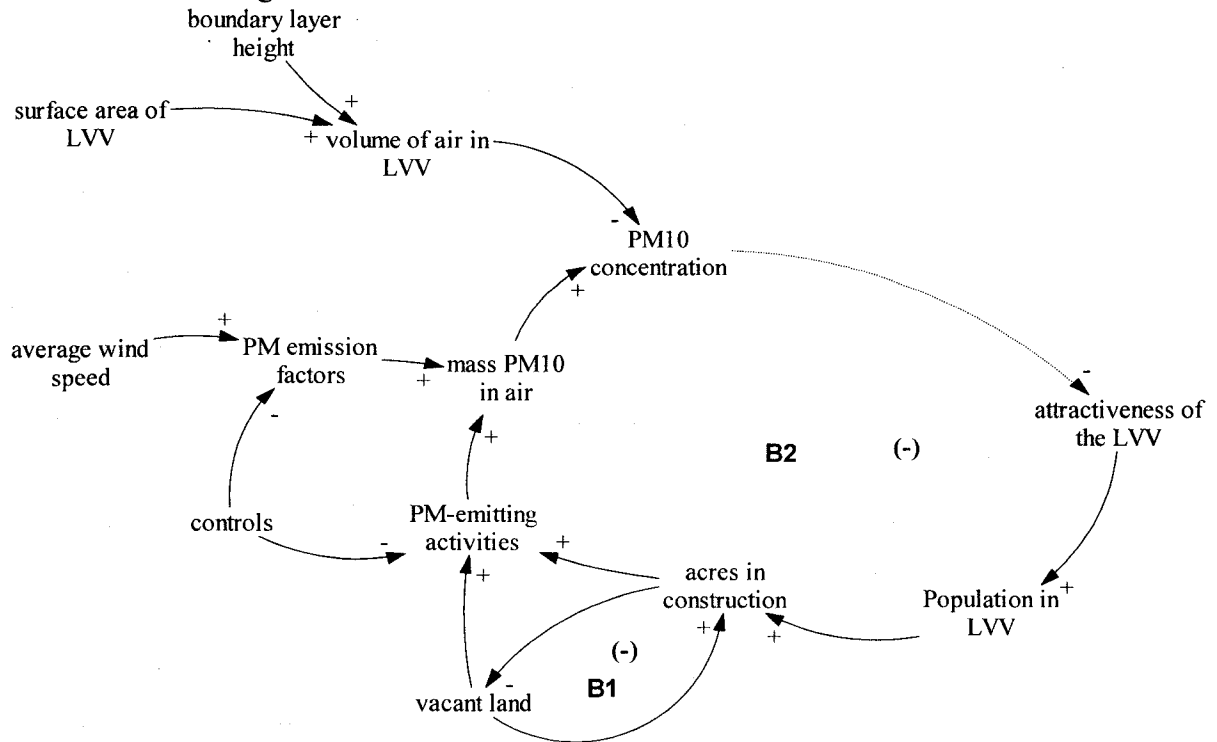 boundary layer
height
surface area of
LVV
+
+
volume of air in
LVV
-
PM10
concentration
+
average wind
speed
+
PM emission
factors
-
+
mass PM10
in air
+
-
attractiveness of
the LVV
B2
(-)
controls
-
PM-emitting
activities
+
+
acres in
construction
+
+
Population in
LVV
+
(-)
B1
-
vacant land